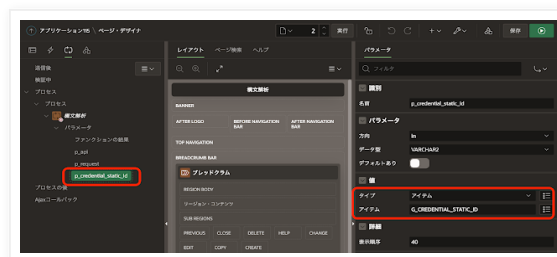 アプリケーション115 \ ページ・デザイナ
2
実行
保存
送信後
検証中
プロセス
プロセス
構文解析
パラメータ
ファンクションの結果
p_api
p_request
p_credential_static_id
プロセスの値
Ajaxコールバック
レイアウト
ページ検索
ヘルプ
構文解析
BANNER
AFTER LOGO
BEFORE NAVIGATION BAR
AFTER NAVIGATION BAR
TOP NAVIGATION
BREADCRUMB BAR
ブレッドクラム
REGION BODY
リージョン・コンテンツ
SUB REGIONS
PREVIOUS
CLOSE
DELETE
HELP
CHANGE
EDIT
COPY
CREATE
パラメータ
フィルタ
識別
名前
p_credential_static_id
パラメータ
方向
In
データ型
VARCHAR2
デフォルトあり
値
タイプ
アイテム
アイテム
G_CREDENTIAL_STATIC_ID
詳細
表示順序
40